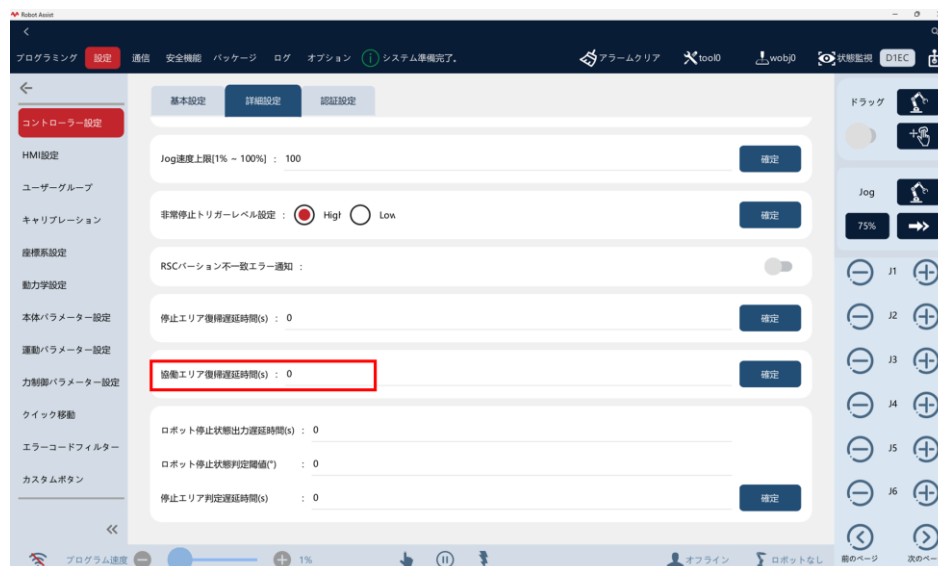 Robot Assist
プログラミング 設定 通信 安全機能 パッケージ ログ オプション システム準備完了。 アラームクリア tool0 wobj0 状態監視 D1EC
基本設定 詳細設定 認証設定
コントローラー設定
HMI設定
ユーザーグループ
キャリブレーション
座標系設定
動力学設定
本体パラメーター設定
運動パラメーター設定
力制御パラメーター設定
クイック移動
エラーコードフィルター
カスタムボタン
Jog速度上限[1% ~ 100%] : 100 確定
非常停止トリガーレベル設定 : High Low 確定
RSCバーション不一致エラー通知 :
停止エリア復帰遅延時間(s) : 0 確定
協働エリア復帰遅延時間(s) : 0 確定
ロボット停止状態出力遅延時間(s) : 0
ロボット停止状態判定閾値(°) : 0
停止エリア判定遅延時間(s) : 0 確定
ドラッグ
Jog
75%
J1
J2
J3
J4
J5
J6
前のページ 次のペー
プログラム速度 1% オフライン ロボットなし